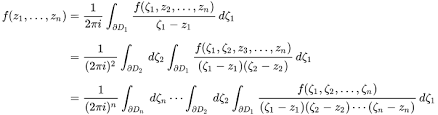 f(z_1, \ldots, z_n) = \frac{1}{2\pi i} \int_{\partial D_1} \frac{f(\zeta_1, z_2, \ldots, z_n)}{\zeta_1 - z_1} \, d\zeta_1
= \frac{1}{(2\pi i)^2} \int_{\partial D_2} d\zeta_2 \int_{\partial D_1} \frac{f(\zeta_1, \zeta_2, z_3, \ldots, z_n)}{(\zeta_1 - z_1)(\zeta_2 - z_2)} \, d\zeta_1
= \frac{1}{(2\pi i)^n} \int_{\partial D_n} d\zeta_n \cdots \int_{\partial D_2} d\zeta_2 \int_{\partial D_1} \frac{f(\zeta_1, \zeta_2, \ldots, \zeta_n)}{(\zeta_1 - z_1)(\zeta_2 - z_2) \cdots (\zeta_n - z_n)} \, d\zeta_1